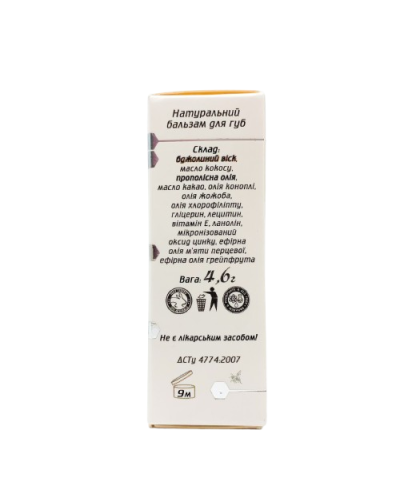 Натуральний
бальзам для губ
Склад:
бджолиний віск,
масло кокосу,
прополісна олія,
масло какао, олія коноплі,
олія жожоба,
олія хлорофіліпту,
гліцерин, лецитин,
вітамін Е, ланолін,
мікронізований
оксид цинку, ефірна
олія м'яти перцевої,
ефірна олія грейпфрута
Вага: 4,6г
Не є лікарським засобом!
ДСТу 4774:2007
9м